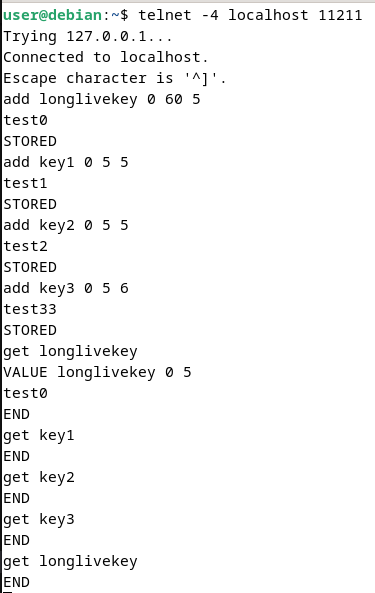 user@debian:~$ telnet -4 localhost 11211
Trying 127.0.0.1...
Connected to localhost.
Escape character is '^]'.
add longlivekey 0 60 5
test0
STORED
add key1 0 5 5
test1
STORED
add key2 0 5 5
test2
STORED
add key3 0 5 6
test33
STORED
get longlivekey
VALUE longlivekey 0 5
test0
END
get key1
END
get key2
END
get key3
END
get longlivekey
END